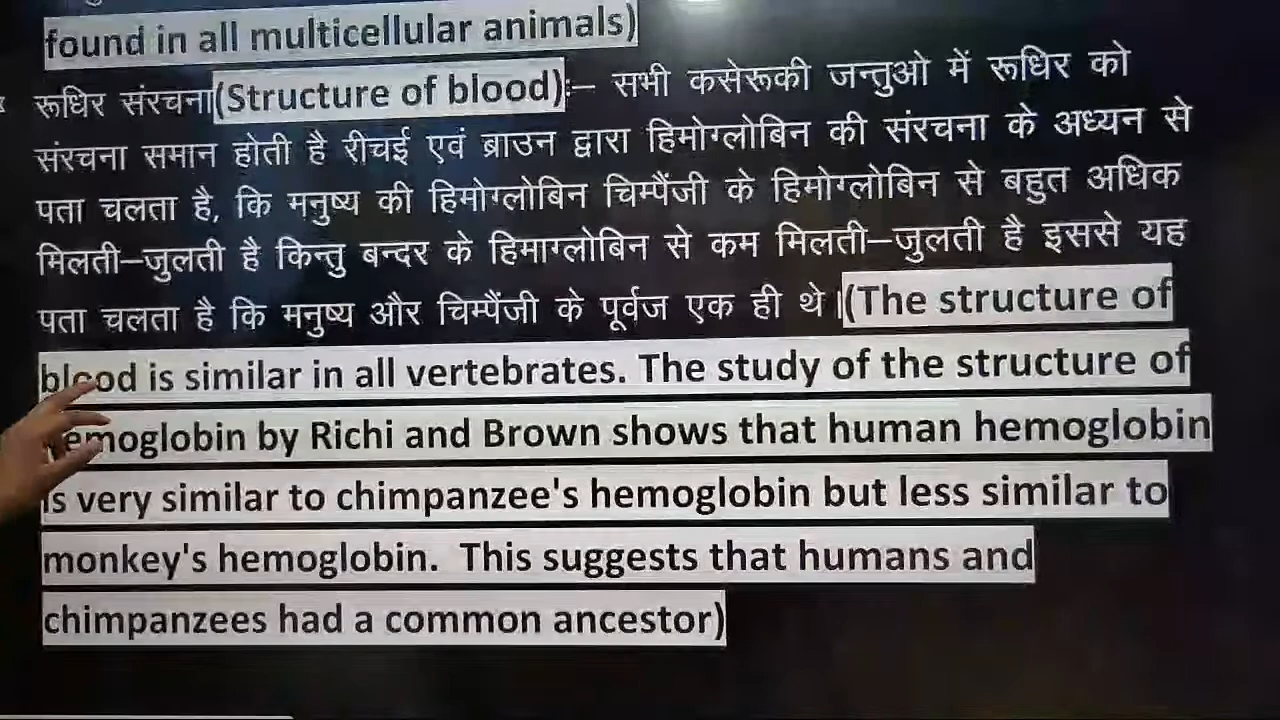 found in all multicellular animals)
रूधिर संरचना(Structure of blood):– सभी कसेरूकी जन्तुओ में रूधिर को
संरचना समान होती है रीचई एवं ब्राउन द्वारा हिमोग्लोबिन की संरचना के अध्यन से
पता चलता है, कि मनुष्य की हिमोग्लोबिन चिम्पैंजी के हिमोग्लोबिन से बहुत अधिक
मिलती–जुलती है किन्तु बन्दर के हिमाग्लोबिन से कम मिलती–जुलती है इससे यह
पता चलता है कि मनुष्य और चिम्पैंजी के पूर्वज एक ही थे।(The structure of
blood is similar in all vertebrates. The study of the structure of
hemoglobin by Richi and Brown shows that human hemoglobin
is very similar to chimpanzee's hemoglobin but less similar to
monkey's hemoglobin.  This suggests that humans and
chimpanzees had a common ancestor)